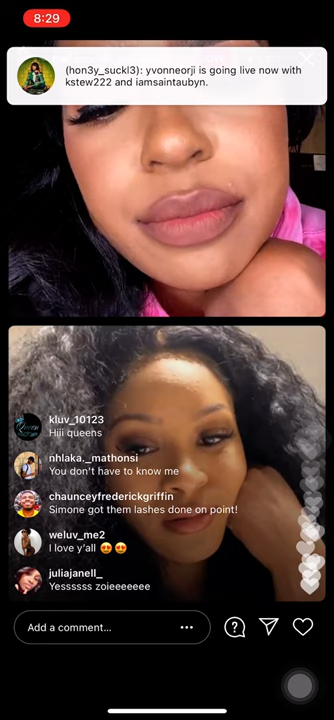 8:29
(hon3y_suckl3): yvonneorji is going live now with
kstew222 and iamsaintaubyn.
kluv_10123
Hiii queens
nhlaka._mathonsi
You don't have to know me
chaunceyfrederickgriffin
Simone got them lashes done on point!
weluv_me2
I love y'all 😍😍
juliajanell_
Yessssss zoieeeeeee
Add a comment...